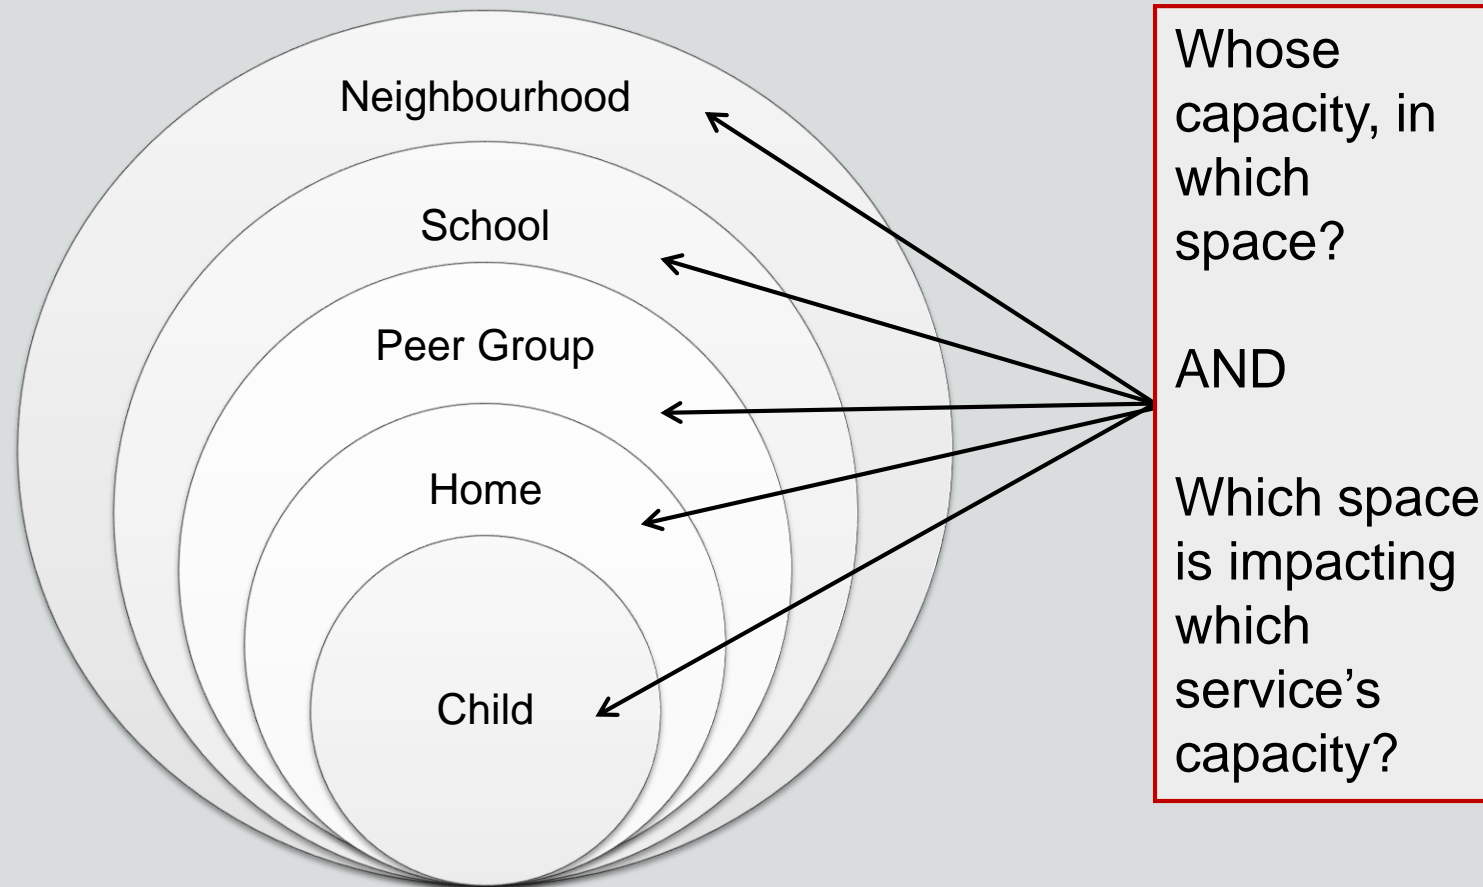 Neighbourhood
School
Peer Group
Home
Child
Whose
capacity, in
which
space?
AND
Which space
is impacting
which
service’s
capacity?